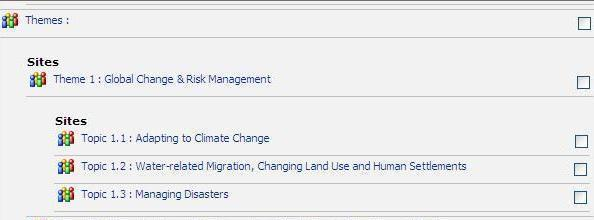 Themes :
Sites
Theme 1 : Global Change & Risk Management
Sites
Topic 1.1 : Adapting to Climate Change
Topic 1.2 : Water-related Migration, Changing Land Use and Human Settlements
Topic 1.3 : Managing Disasters